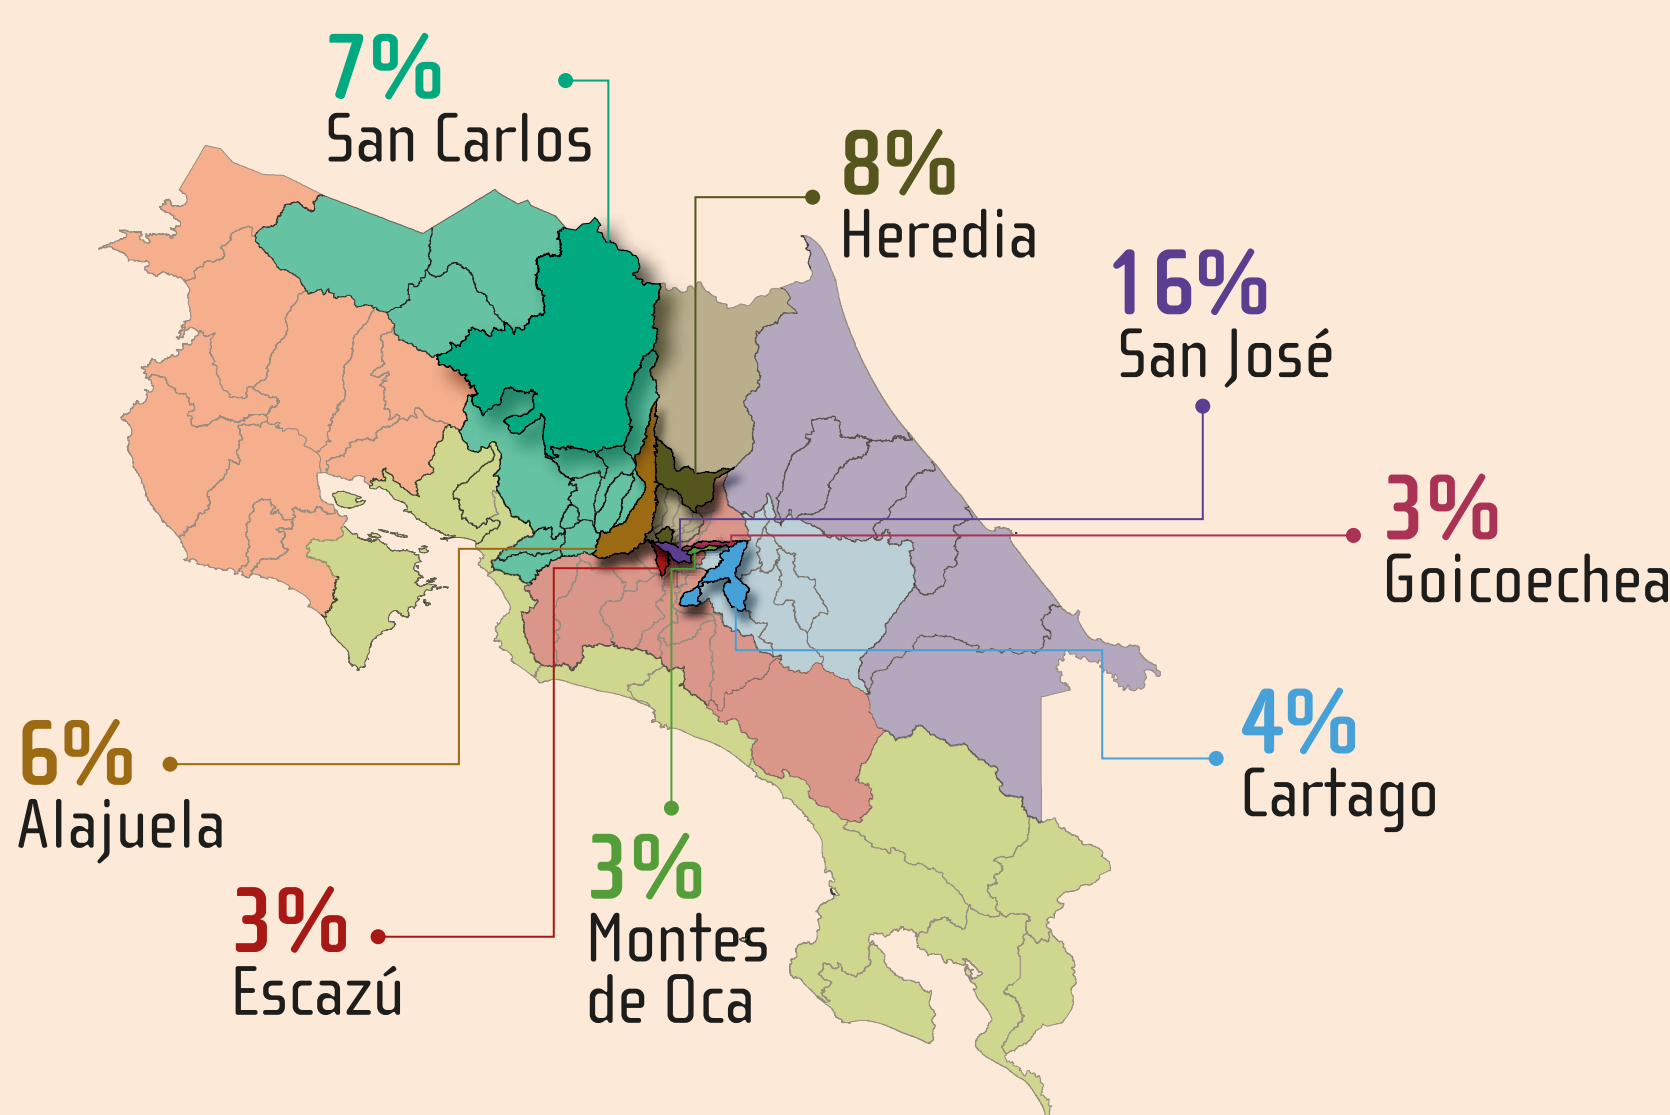 7%
San Carlos
8%
Heredia
16%
San José
3%
Goicoechea
4%
Cartago
6%
Alajuela
3%
Escazú
3%
Montes
de Oca